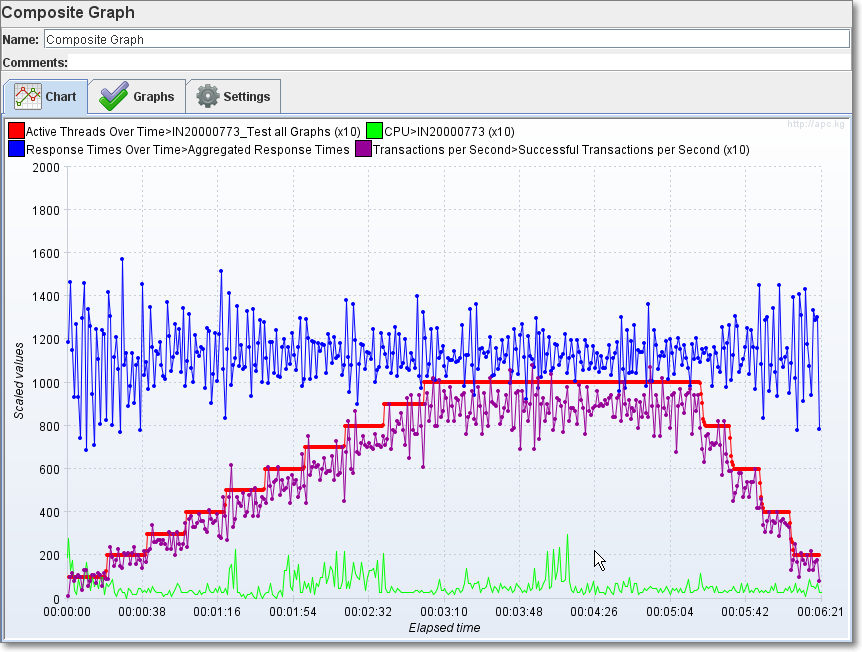 Composite Graph
Name: Composite Graph
Comments:
Chart Graphs Settings
http://apc.kg
Active Threads Over Time>IN20000773_Test all Graphs (x10) CPU>IN20000773 (x10)
Response Times Over Time>Aggregated Response Times Transactions per Second>Successful Transactions per Second (x10)
2000
1800
1600
1400
1200
1000
800
600
400
200
0
Scaled values
00:00:00 00:00:38 00:01:16 00:01:54 00:02:32 00:03:10 00:03:48 00:04:26 00:05:04 00:05:42 00:06:21
Elapsed time